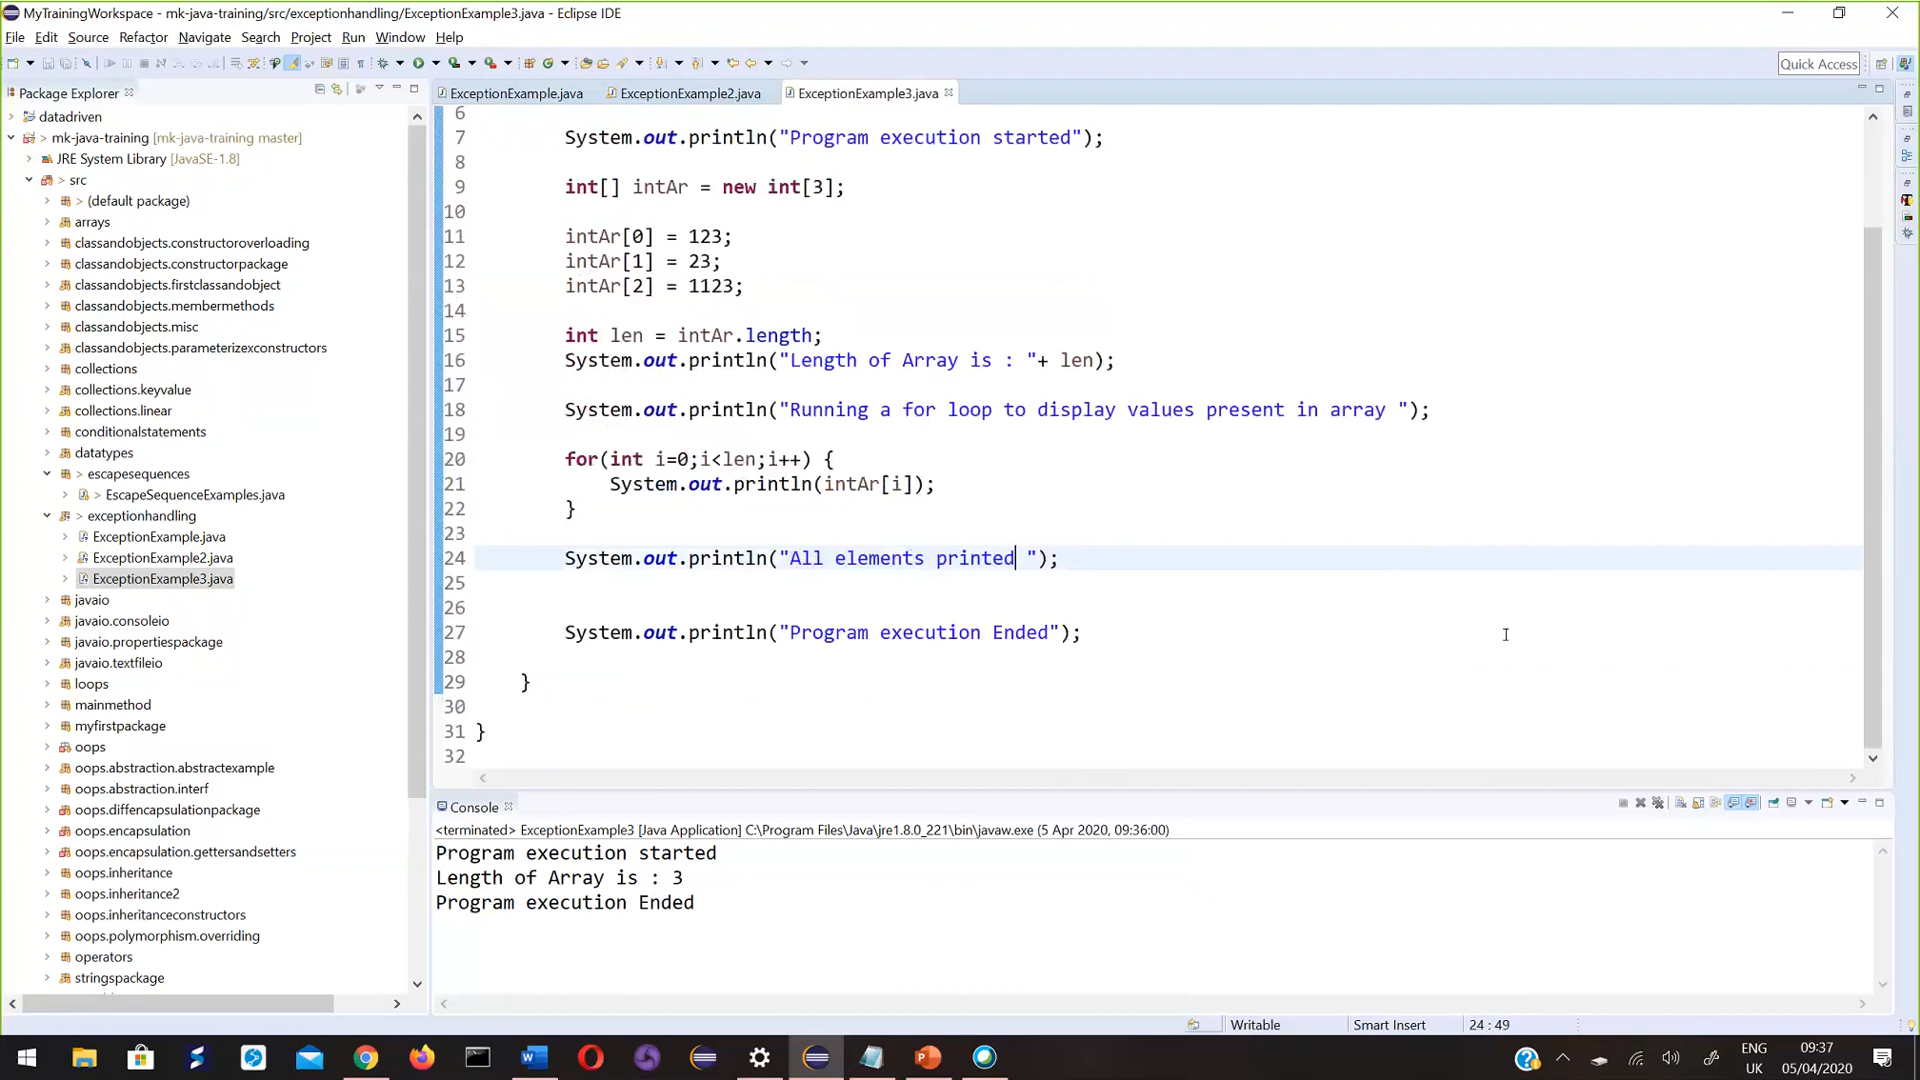 MyTrainingWorkspace - mk-java-training/src/exceptionhandling/ExceptionExample3.java - Eclipse IDE
File Edit Source Refactor Navigate Search Project Run Window Help
Quick Access
Package Explorer
datadriven
> mk-java-training [mk-java-training master]
JRE System Library [JavaSE-1.8]
> src
> (default package)
arrays
classandobjects.constructoroverloading
classandobjects.constructorpackage
classandobjects.firstclassandobject
classandobjects.membermethods
classandobjects.misc
classandobjects.parameterizexconstructors
collections
collections.keyvalue
collections.linear
conditionalstatements
datatypes
> escapesequences
> EscapeSequenceExamples.java
> exceptionhandling
ExceptionExample.java
ExceptionExample2.java
ExceptionExample3.java
javaio
javaio.consoleio
javaio.propertiespackage
javaio.textfileio
loops
mainmethod
myfirstpackage
oops
oops.abstraction.abstractexample
oops.abstraction.interf
oops.diffencapsulationpackage
oops.encapsulation
oops.encapsulation.gettersandsetters
oops.inheritance
oops.inheritance2
oops.inheritanceconstructors
oops.polymorphism.overriding
operators
stringspackage
ExceptionExample.java ExceptionExample2.java ExceptionExample3.java
6
7 System.out.println("Program execution started");
8
9 int[] intAr = new int[3];
10
11 intAr[0] = 123;
12 intAr[1] = 23;
13 intAr[2] = 1123;
14
15 int len = intAr.length;
16 System.out.println("Length of Array is : "+ len);
17
18 System.out.println("Running a for loop to display values present in array ");
19
20 for(int i=0;i<len;i++) {
21 System.out.println(intAr[i]);
22 }
23
24 System.out.println("All elements printed ");
25
26
27 System.out.println("Program execution Ended");
28
29 }
30
31 }
32
Console
<terminated> ExceptionExample3 [Java Application] C:\Program Files\Java\jre1.8.0_221\bin\javaw.exe (5 Apr 2020, 09:36:00)
Program execution started
Length of Array is : 3
Program execution Ended
Writable Smart Insert 24 : 49
ENG
UK
09:37
05/04/2020